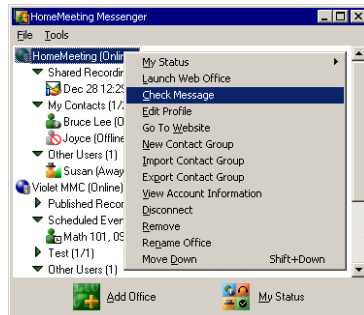 HomeMeeting Messenger
File Tools
HomeMeeting (Onlin
Shared Recordin
Dec 28 12:2
My Contacts (1/
Bruce Lee (O
Joyce (Offline
Other Users (1)
Susan (Away
Violet MMC (Online)
Published Recor
Scheduled Even
Math 101, 09
Test (1/1)
Other Users (1)
My Status
Launch Web Office
Check Message
Edit Profile
Go To Website
New Contact Group
Import Contact Group
Export Contact Group
View Account Information
Disconnect
Remove
Rename Office
Move Down Shift+Down
Add Office My Status